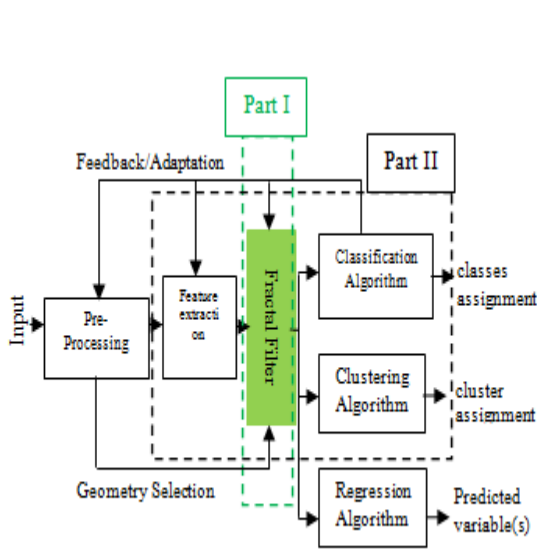 Part I
Feedback/Adaptation
Part II
Input
Pre-
Processing
Feature
extracti
on
Fractal Filter
Classification
Algorithm
classes
assignment
Clustering
Algorithm
cluster
assignment
Geometry Selection
Regression
Algorithm
Predicted
variable(s)